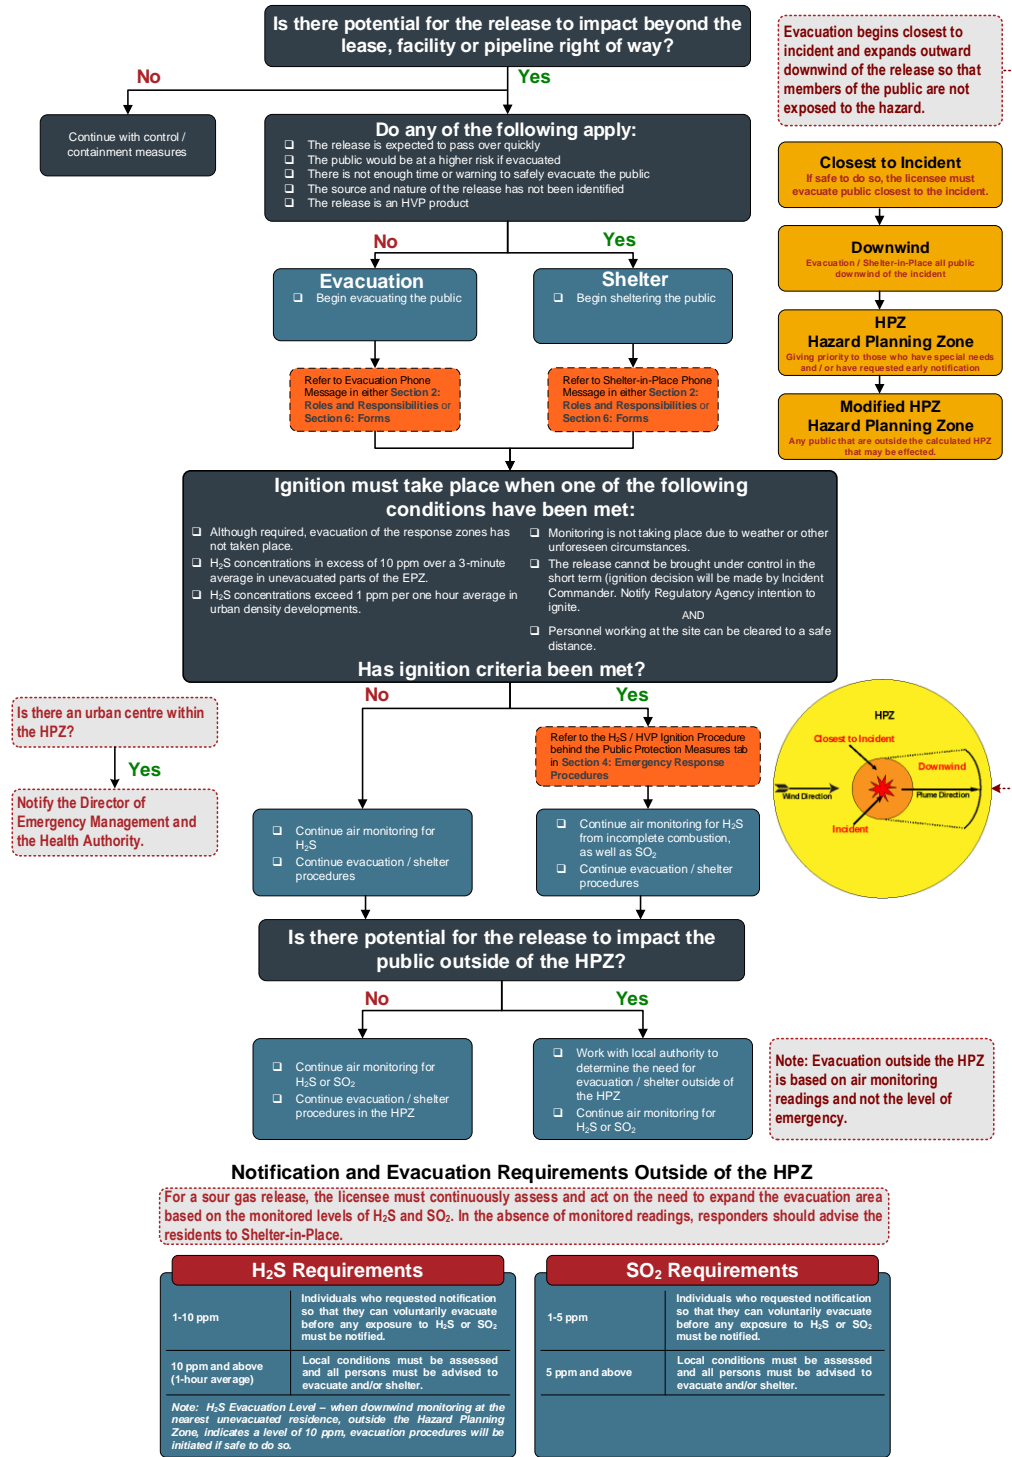 Is there potential for the release to impact beyond the
lease, facility or pipeline right of way?
No
Yes
Continue with control /
containment measures
Do any of the following apply:
❑ The release is expected to pass over quickly
❑ The public would be at a higher risk if evacuated
❑ There is not enough time or warning to safely evacuate the public
❑ The source and nature of the release has not been identified
❑ The release is an HVP product
No
Yes
Evacuation
❑ Begin evacuating the public
Shelter
❑ Begin sheltering the public
Refer to Evacuation Phone
Message in either Section 2:
Roles and Responsibilities or
Section 6: Forms
Refer to Shelter-in-Place Phone
Message in either Section 2:
Roles and Responsibilities or
Section 6: Forms
Evacuation begins closest to
incident and expands outward
downwind of the release so that
members of the public are not
exposed to the hazard.
Closest to Incident
If safe to do so, the licensee must
evacuate public closest to the incident.
Downwind
Evacuation / Shelter-in-Place all public
downwind of the incident
HPZ
Hazard Planning Zone
Giving priority to those who have special needs
and / or have requested early notification
Modified HPZ
Hazard Planning Zone
Any public that are outside the calculated HPZ
that may be effected.
Ignition must take place when one of the following
conditions have been met:
❑ Although required, evacuation of the response zones has
not taken place.
❑ H₂S concentrations in excess of 10 ppm over a 3-minute
average in unevacuated parts of the EPZ.
❑ H₂S concentrations exceed 1 ppm per one hour average in
urban density developments.
❑ Monitoring is not taking place due to weather or other
unforeseen circumstances.
❑ The release cannot be brought under control in the
short term (ignition decision will be made by Incident
Commander. Notify Regulatory Agency intention to
ignite.
AND
❑ Personnel working at the site can be cleared to a safe
distance.
Has ignition criteria been met?
No
Yes
Is there an urban centre within
the HPZ?
Yes
Notify the Director of
Emergency Management and
the Health Authority.
Refer to the H₂S / HVP Ignition Procedure
behind the Public Protection Measures tab
in Section 4: Emergency Response
Procedures
❑ Continue air monitoring for
H₂S
❑ Continue evacuation / shelter
procedures
❑ Continue air monitoring for H₂S
from incomplete combustion,
as well as SO₂
❑ Continue evacuation / shelter
procedures
HPZ
Closest to Incident
Downwind
Wind Direction
Plume Direction
Incident
Is there potential for the release to impact the
public outside of the HPZ?
No
Yes
❑ Continue air monitoring for
H₂S or SO₂
❑ Continue evacuation / shelter
procedures in the HPZ
❑ Work with local authority to
determine the need for
evacuation / shelter outside of
the HPZ
❑ Continue air monitoring for
H₂S or SO₂
Note: Evacuation outside the HPZ
is based on air monitoring
readings and not the level of
emergency.
Notification and Evacuation Requirements Outside of the HPZ
For a sour gas release, the licensee must continuously assess and act on the need to expand the evacuation area
based on the monitored levels of H₂S and SO₂. In the absence of monitored readings, responders should advise the
residents to Shelter-in-Place.
H₂S Requirements
1-10 ppm
Individuals who requested notification
so that they can voluntarily evacuate
before any exposure to H₂S or SO₂
must be notified.
10 ppm and above
(1-hour average)
Local conditions must be assessed
and all persons must be advised to
evacuate and/or shelter.
Note: H₂S Evacuation Level – when downwind monitoring at the
nearest unevacuated residence, outside the Hazard Planning
Zone, indicates a level of 10 ppm, evacuation procedures will be
initiated if safe to do so.
SO₂ Requirements
1-5 ppm
Individuals who requested notification
so that they can voluntarily evacuate
before any exposure to H₂S or SO₂
must be notified.
5 ppm and above
Local conditions must be assessed
and all persons must be advised to
evacuate and/or shelter.